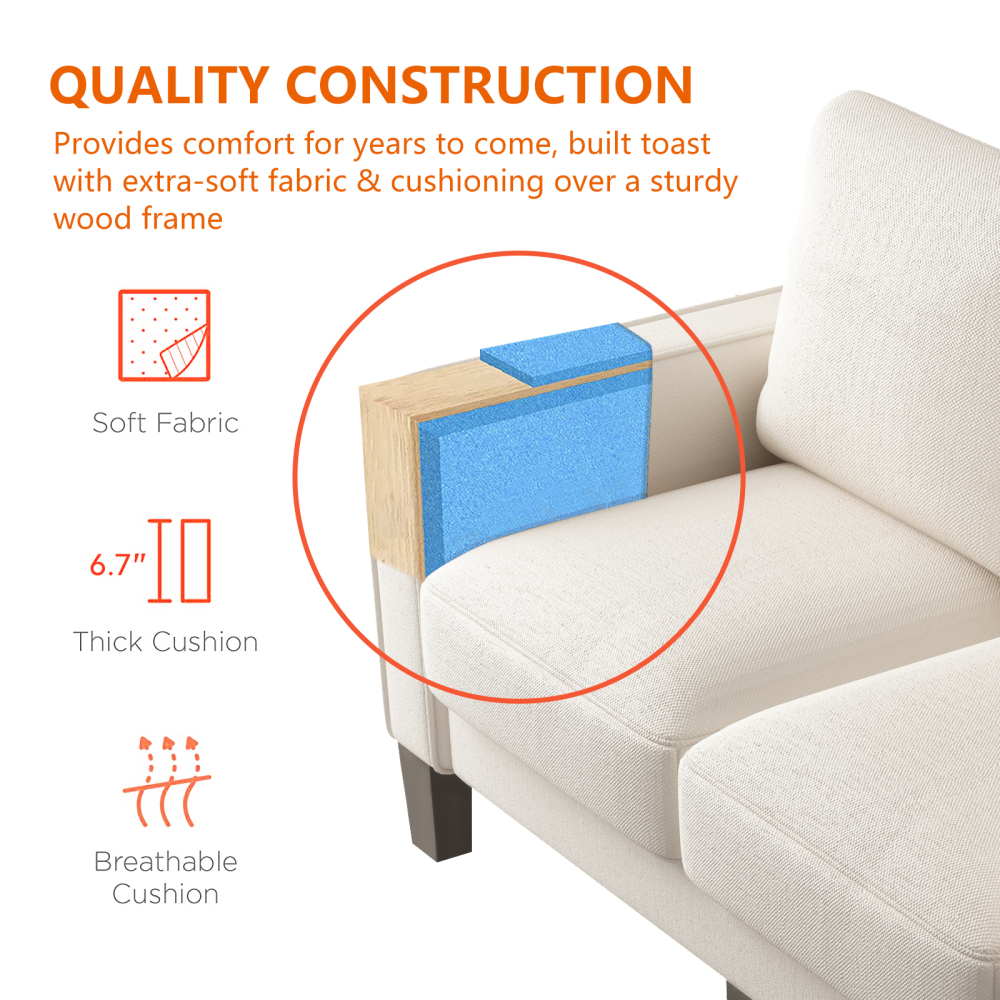 QUALITY CONSTRUCTION
Provides comfort for years to come, built toast
with extra-soft fabric & cushioning over a sturdy
wood frame
Soft Fabric
6.7"
Thick Cushion
Breathable
Cushion